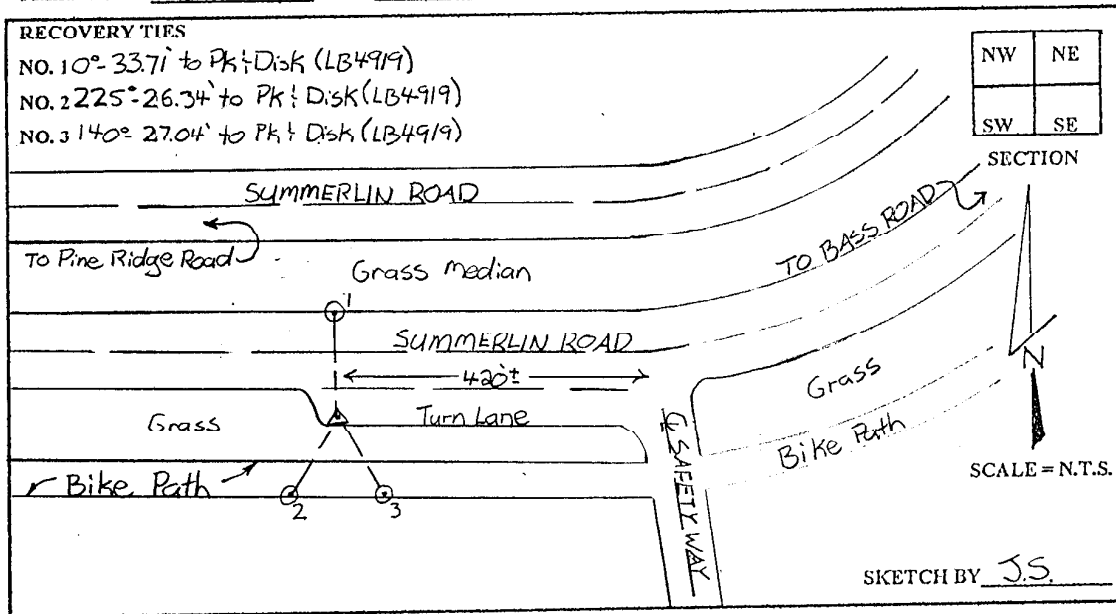 RECOVERY TIES
NO. 1 0°- 33.71' to Pk & Disk (LB4919)
NO. 2 225°- 26.34' to Pk & Disk (LB4919)
NO. 3 140° 27.04' to Pk & Disk (LB4919)
NW NE
SW SE
SECTION
SUMMERLIN ROAD
To Pine Ridge Road
Grass Median
TO BASS ROAD
1
SUMMERLIN ROAD
420'±
Grass
Turn Lane
Grass
Bike Path
N
SCALE = N.T.S.
Bike Path
2
3
℄ SAFETY WAY
SKETCH BY J.S.